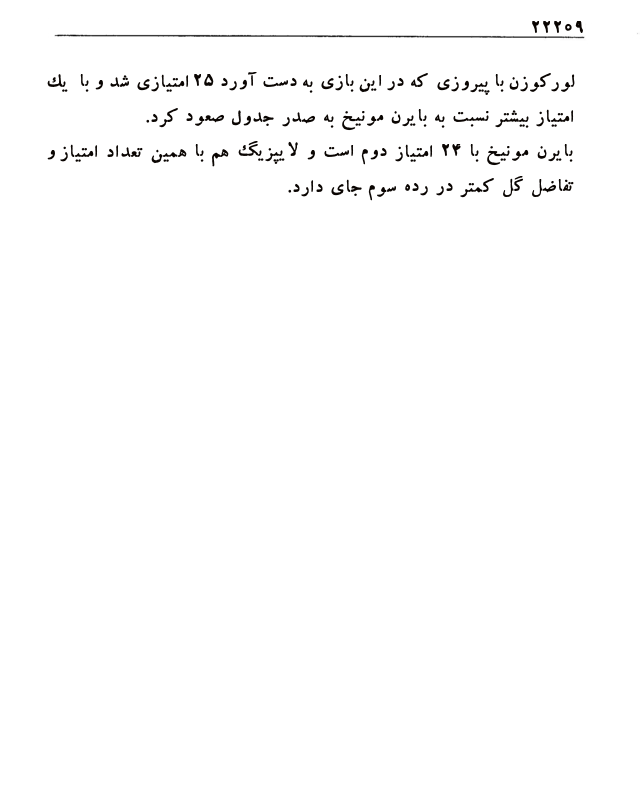 ۲۲۲۵۹
لورکوزن با پیروزی که در این بازی به دست آورد ۲۵ امتیازی شد و با یك
امتیاز بیشتر نسبت به بایرن مونیخ به صدر جدول صعود کرد.
بایرن مونیخ با ۲۴ امتیاز دوم است و لایپزیگ هم با همین تعداد امتیاز و
تفاضل گل کمتر در رده سوم جای دارد.